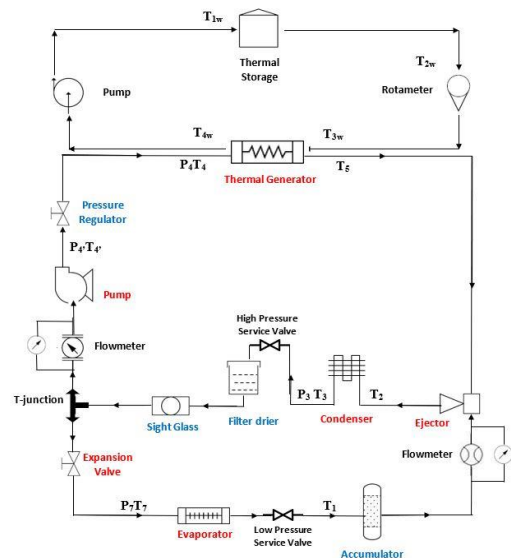 T1w
Thermal
Storage
T2w
Pump
Rotameter
T4w
T3w
P4T4
T5
Thermal Generator
Pressure
Regulator
P4'T4'
Pump
High Pressure
Service Valve
Flowmeter
P3 T3
T2
T-junction
Sight Glass
Filter drier
Condenser
Ejector
Expansion
Valve
Flowmeter
P7T7
T1
Evaporator
Low Pressure
Service Valve
Accumulator